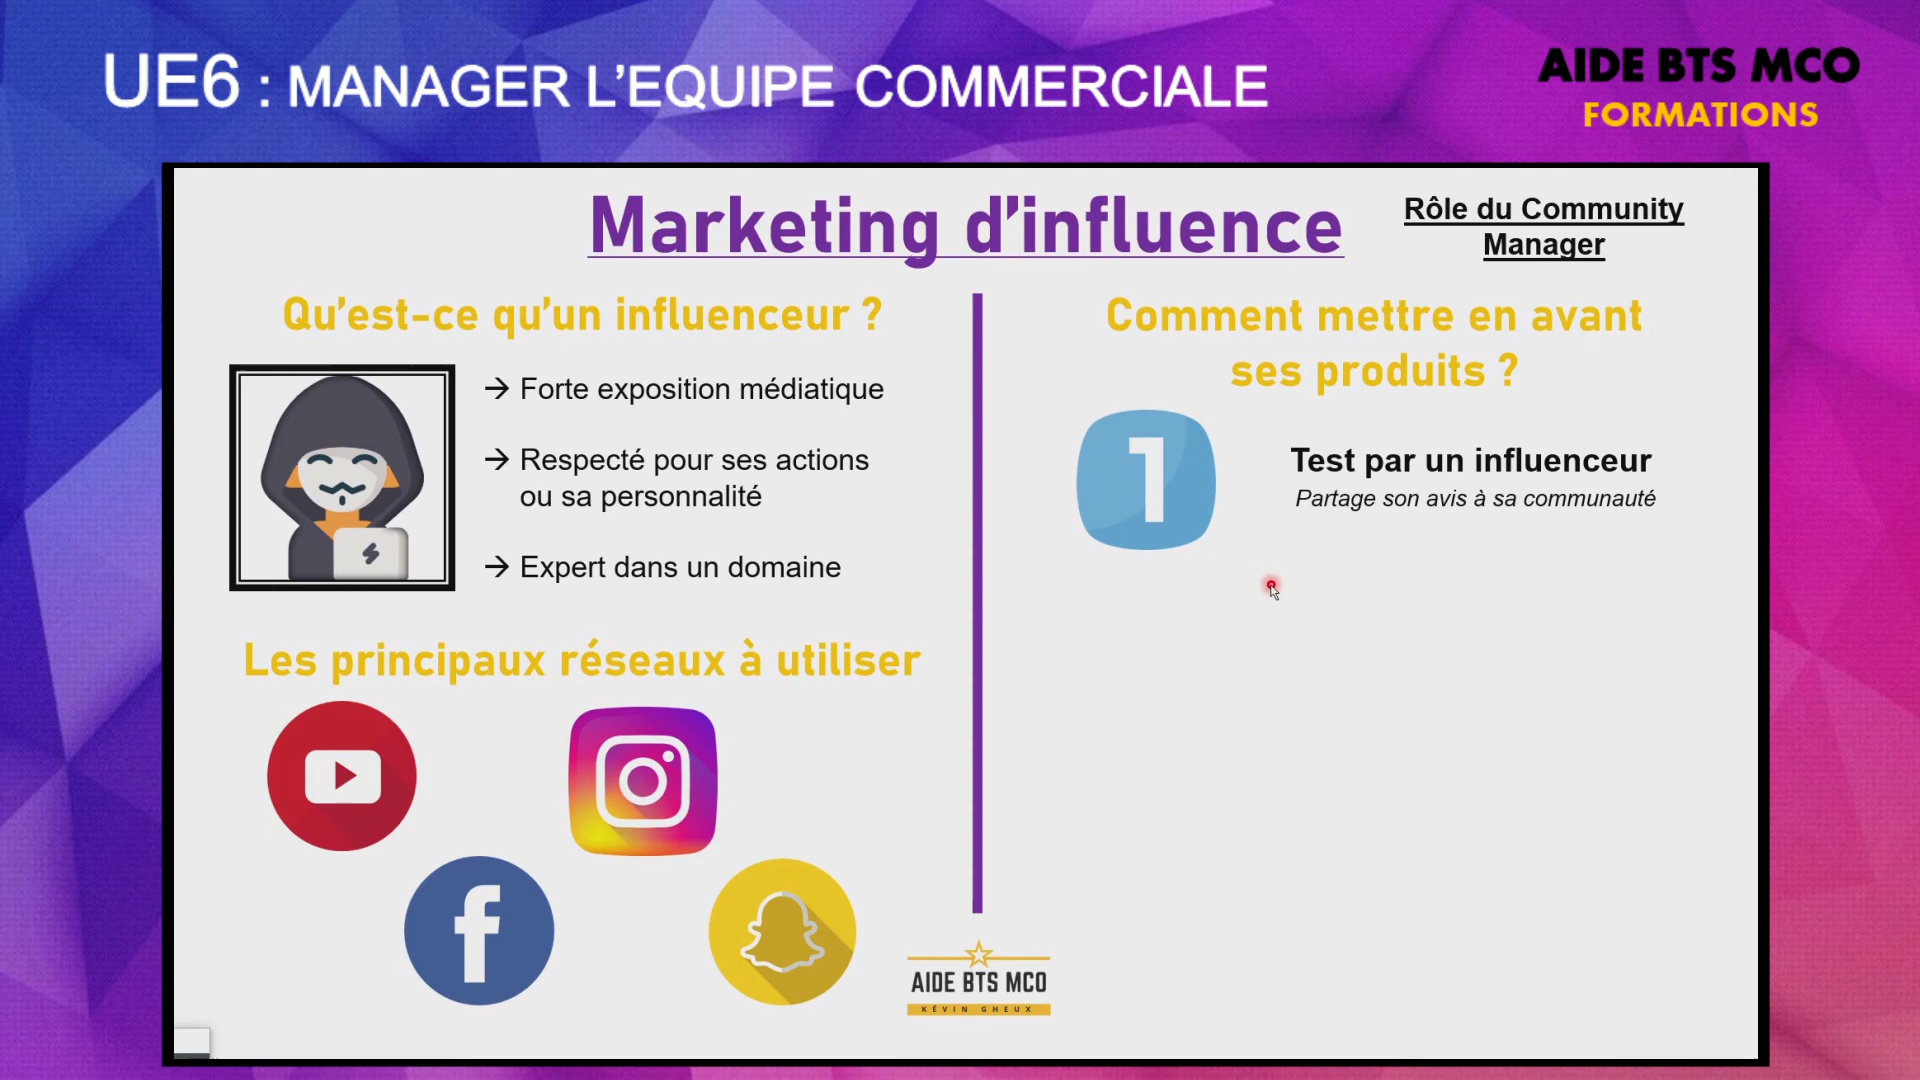 UE6 : MANAGER L'EQUIPE COMMERCIALE
AIDE BTS MCO
FORMATIONS
Marketing d'influence
Rôle du Community
Manager
Qu'est-ce qu'un influenceur ?
→ Forte exposition médiatique
→ Respecté pour ses actions
ou sa personnalité
→ Expert dans un domaine
Les principaux réseaux à utiliser
Comment mettre en avant
ses produits ?
1
Test par un influenceur
Partage son avis à sa communauté
AIDE BTS MCO
KÉVIN GHEUX